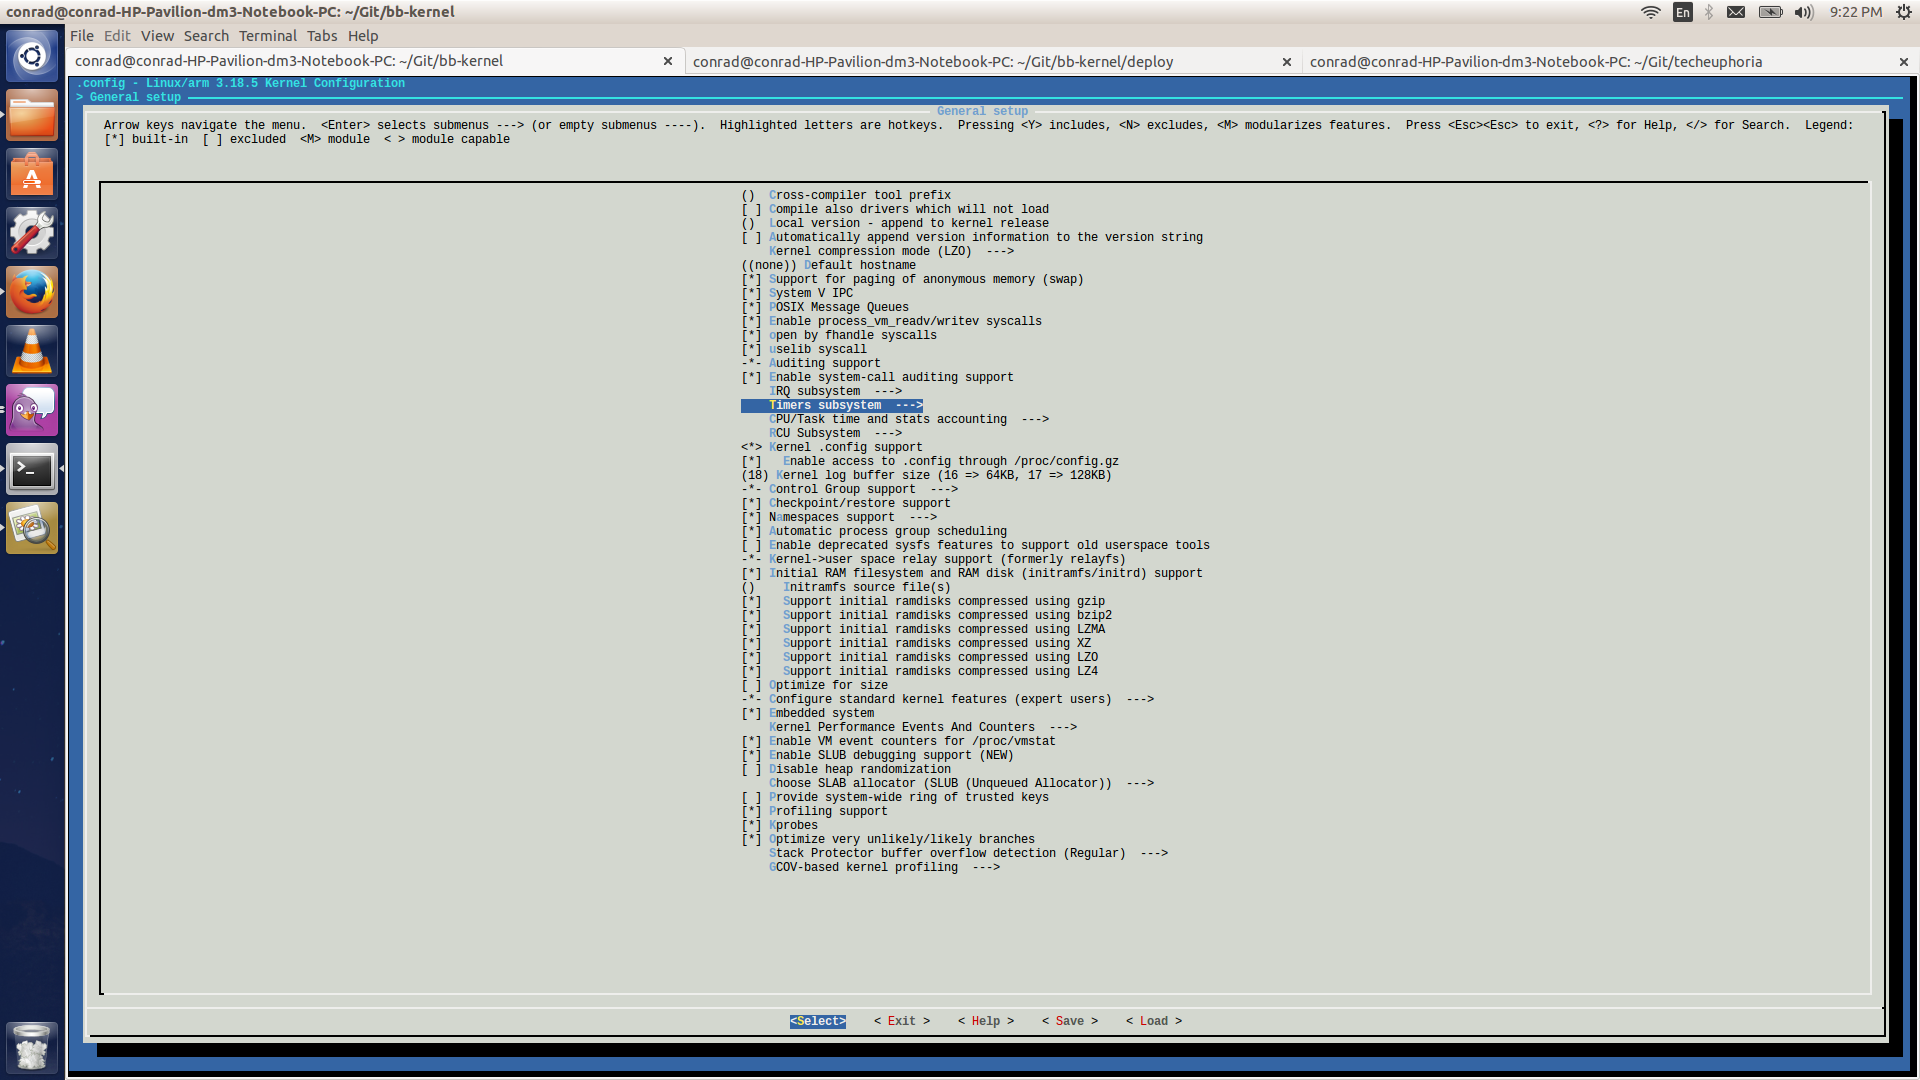 conrad@conrad-HP-Pavilion-dm3-Notebook-PC: ~/Git/bb-kernel
En
9:22 PM
File Edit View Search Terminal Tabs Help
conrad@conrad-HP-Pavilion-dm3-Notebook-PC: ~/Git/bb-kernel ×
conrad@conrad-HP-Pavilion-dm3-Notebook-PC: ~/Git/bb-kernel/deploy ×
conrad@conrad-HP-Pavilion-dm3-Notebook-PC: ~/Git/techeuphoria ×
.config - Linux/arm 3.18.5 Kernel Configuration
> General setup
General setup
Arrow keys navigate the menu.  <Enter> selects submenus ---> (or empty submenus ----).  Highlighted letters are hotkeys.  Pressing <Y> includes, <N> excludes, <M> modularizes features.  Press <Esc><Esc> to exit, <?> for Help, </> for Search.  Legend:
[*] built-in  [ ] excluded  <M> module  < > module capable
()  Cross-compiler tool prefix
[ ] Compile also drivers which will not load
()  Local version - append to kernel release
[ ] Automatically append version information to the version string
Kernel compression mode (LZO)  --->
((none)) Default hostname
[*] Support for paging of anonymous memory (swap)
[*] System V IPC
[*] POSIX Message Queues
[*] Enable process_vm_readv/writev syscalls
[*] open by fhandle syscalls
[*] uselib syscall
-*- Auditing support
[*] Enable system-call auditing support
IRQ subsystem  --->
Timers subsystem  --->
CPU/Task time and stats accounting  --->
RCU Subsystem  --->
<*> Kernel .config support
[*]   Enable access to .config through /proc/config.gz
(18) Kernel log buffer size (16 => 64KB, 17 => 128KB)
-*- Control Group support  --->
[*] Checkpoint/restore support
[*] Namespaces support  --->
[*] Automatic process group scheduling
[ ] Enable deprecated sysfs features to support old userspace tools
-*- Kernel->user space relay support (formerly relayfs)
[*] Initial RAM filesystem and RAM disk (initramfs/initrd) support
()    Initramfs source file(s)
[*]   Support initial ramdisks compressed using gzip
[*]   Support initial ramdisks compressed using bzip2
[*]   Support initial ramdisks compressed using LZMA
[*]   Support initial ramdisks compressed using XZ
[*]   Support initial ramdisks compressed using LZO
[*]   Support initial ramdisks compressed using LZ4
[ ] Optimize for size
-*- Configure standard kernel features (expert users)  --->
[*] Embedded system
Kernel Performance Events And Counters  --->
[*] Enable VM event counters for /proc/vmstat
[*] Enable SLUB debugging support (NEW)
[ ] Disable heap randomization
Choose SLAB allocator (SLUB (Unqueued Allocator))  --->
[ ] Provide system-wide ring of trusted keys
[*] Profiling support
[*] Kprobes
[*] Optimize very unlikely/likely branches
Stack Protector buffer overflow detection (Regular)  --->
GCOV-based kernel profiling  --->
<Select>    < Exit >    < Help >    < Save >    < Load >